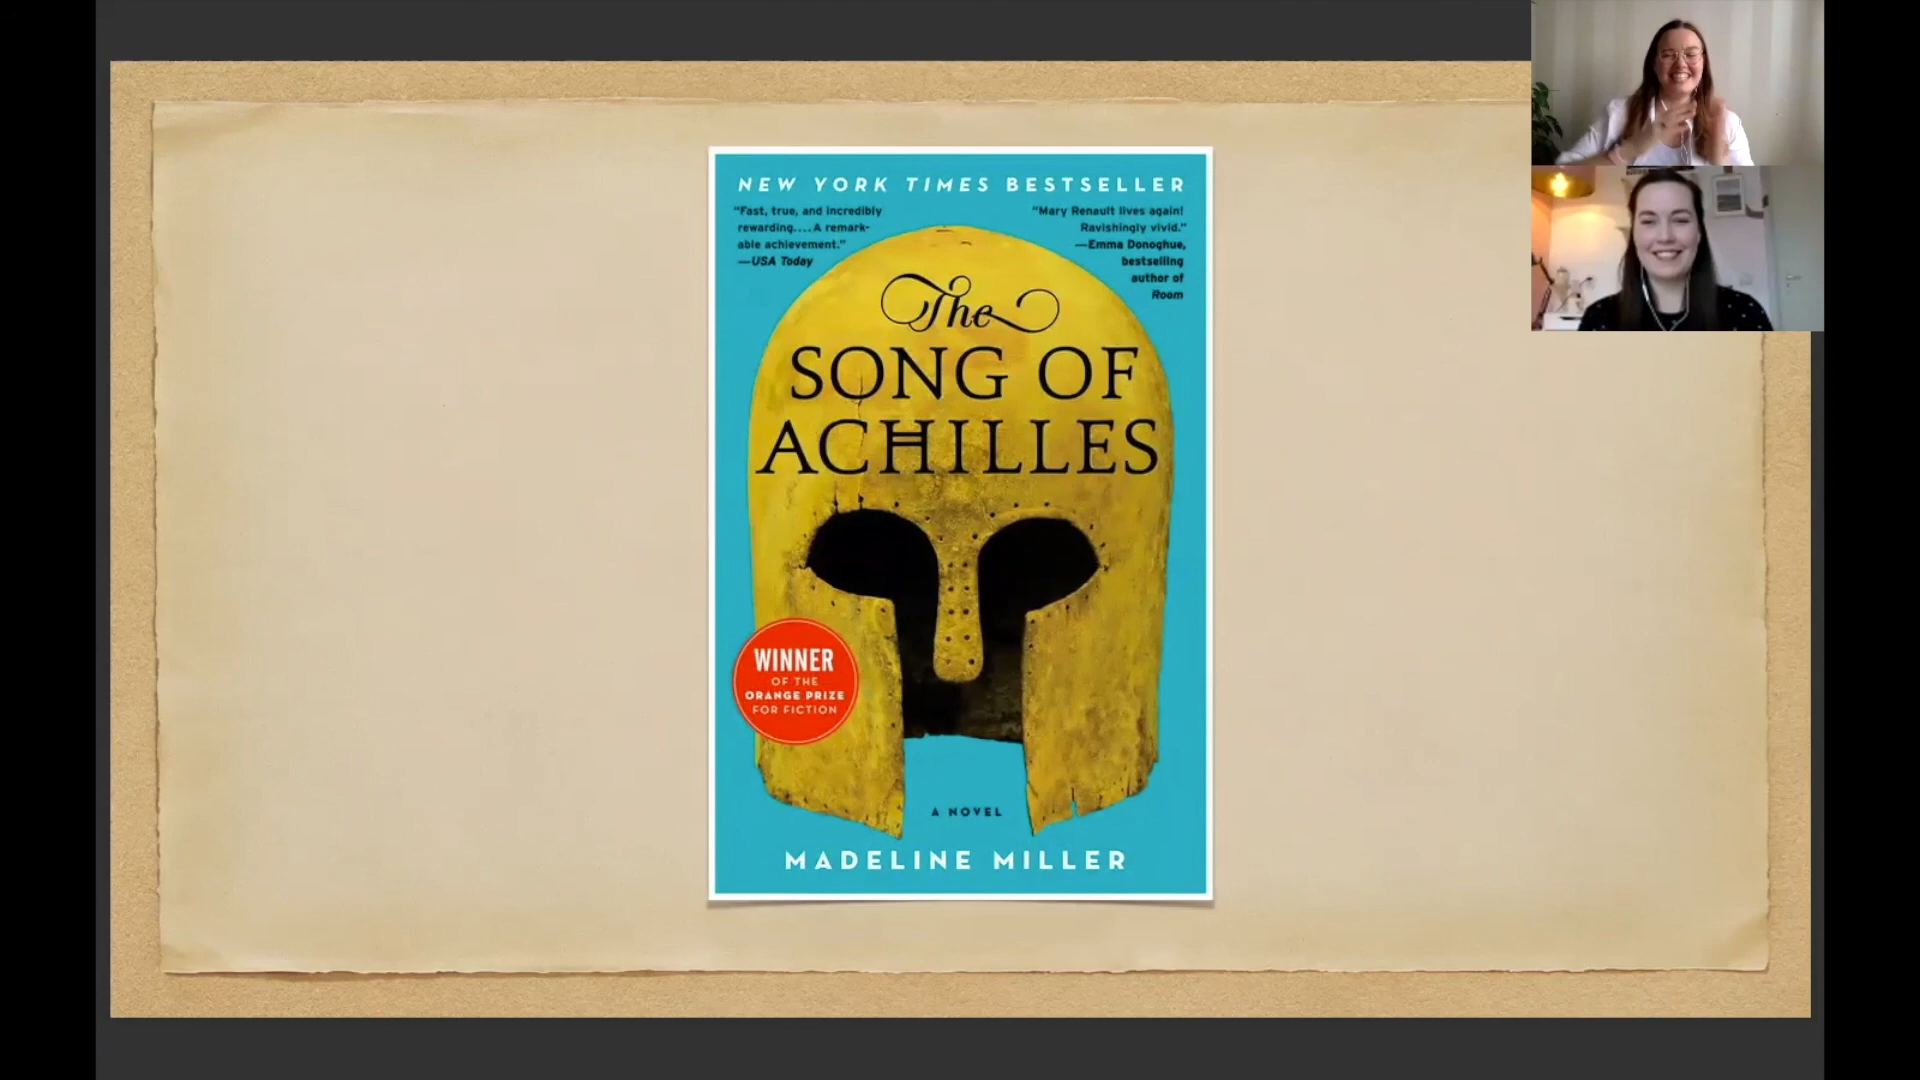 NEW YORK TIMES BESTSELLER
"Fast, true, and incredibly
rewarding.... A remark-
able achievement."
—USA Today
"Mary Renault lives again!
Ravishingly vivid."
—Emma Donoghue,
bestselling
author of
Room
The
SONG OF
ACHILLES
WINNER
OF THE
ORANGE PRIZE
FOR FICTION
A NOVEL
MADELINE MILLER